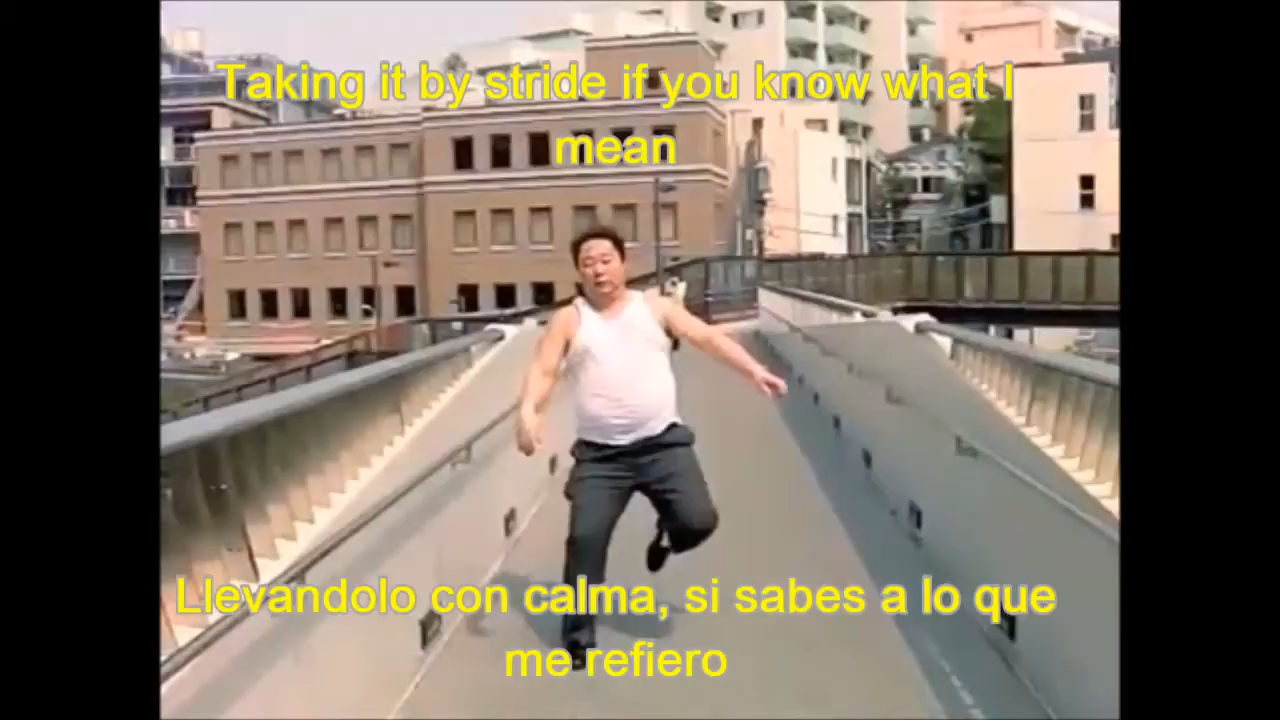 Taking it by stride if you know what I
mean
Llevandolo con calma, si sabes a lo que
me refiero